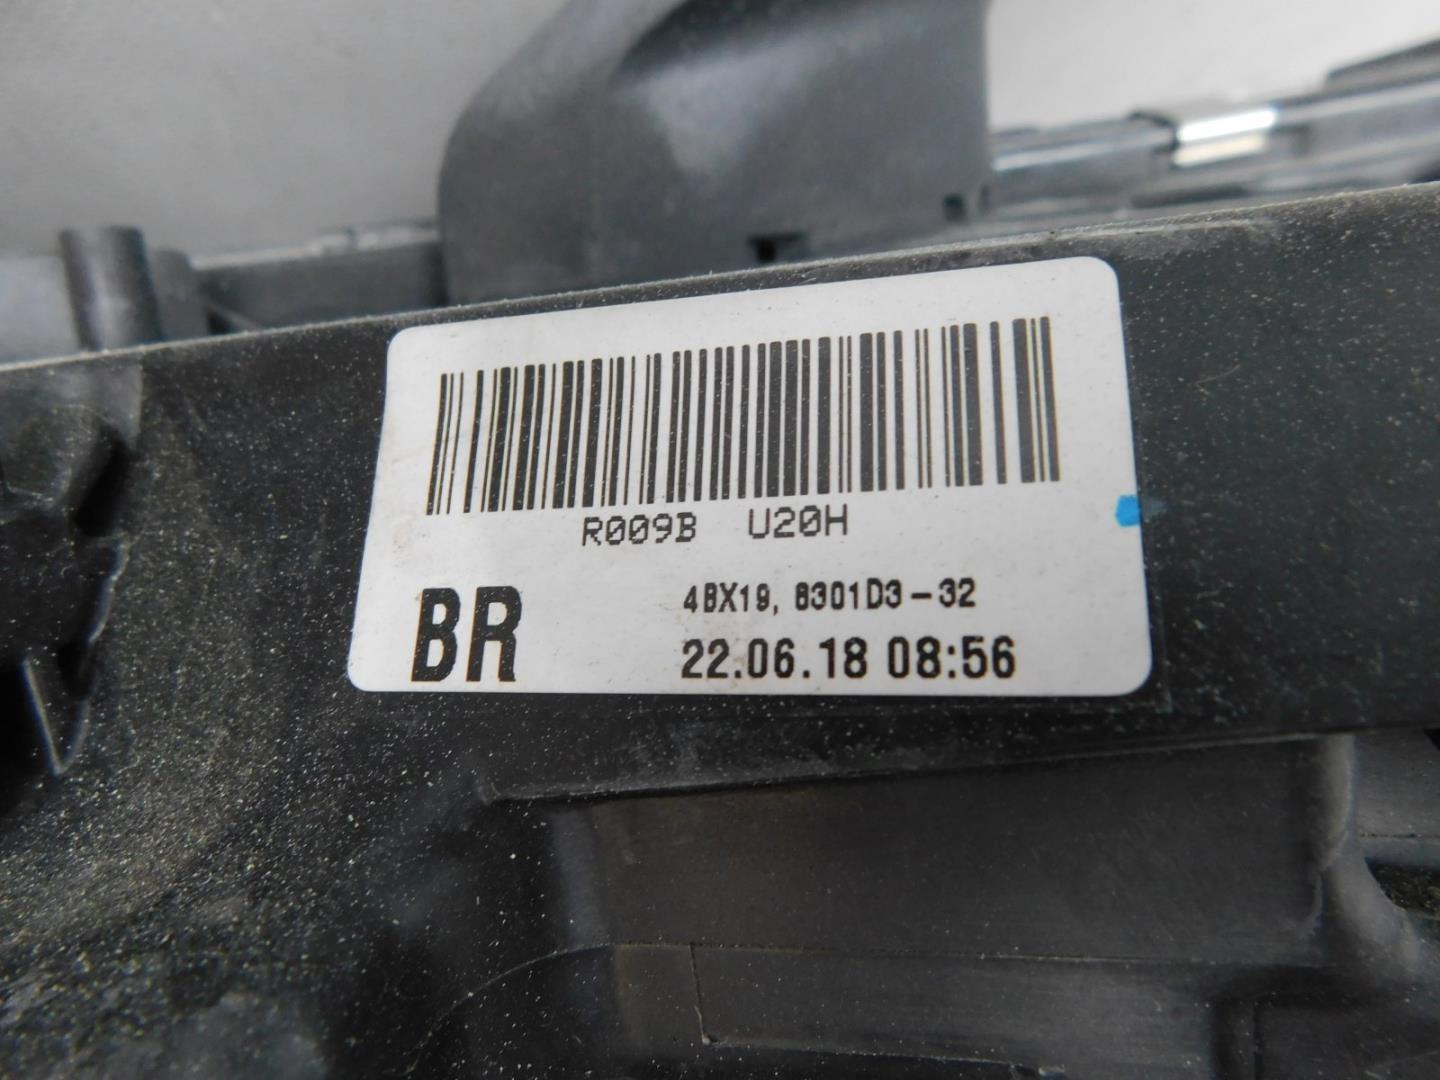 R009B U20H
BR
4BX19, 8301D3-32
22.06.18 08:56